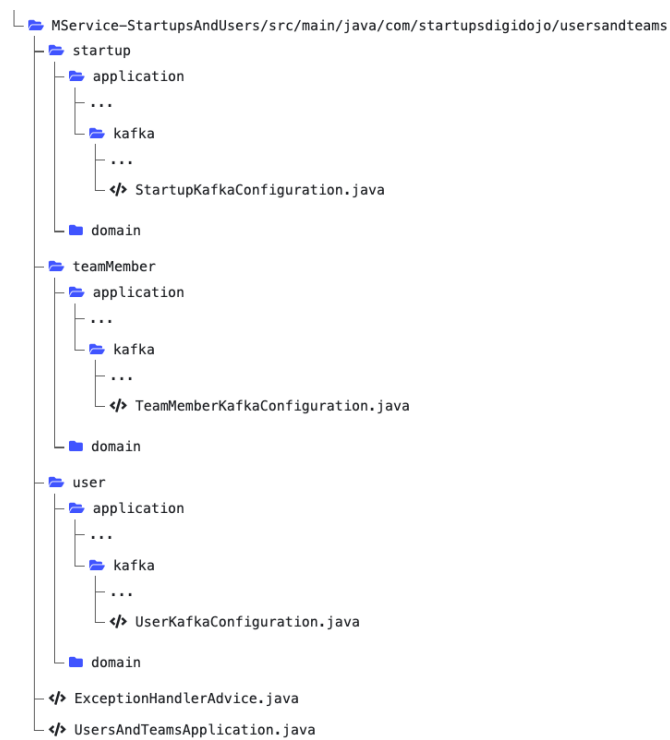 MService-StartupsAndUsers/src/main/java/com/startupsdigidojo/usersandteams
startup
application
...
kafka
...
</> StartupKafkaConfiguration.java
domain
teamMember
application
...
kafka
...
</> TeamMemberKafkaConfiguration.java
domain
user
application
...
kafka
...
</> UserKafkaConfiguration.java
domain
</> ExceptionHandlerAdvice.java
</> UsersAndTeamsApplication.java